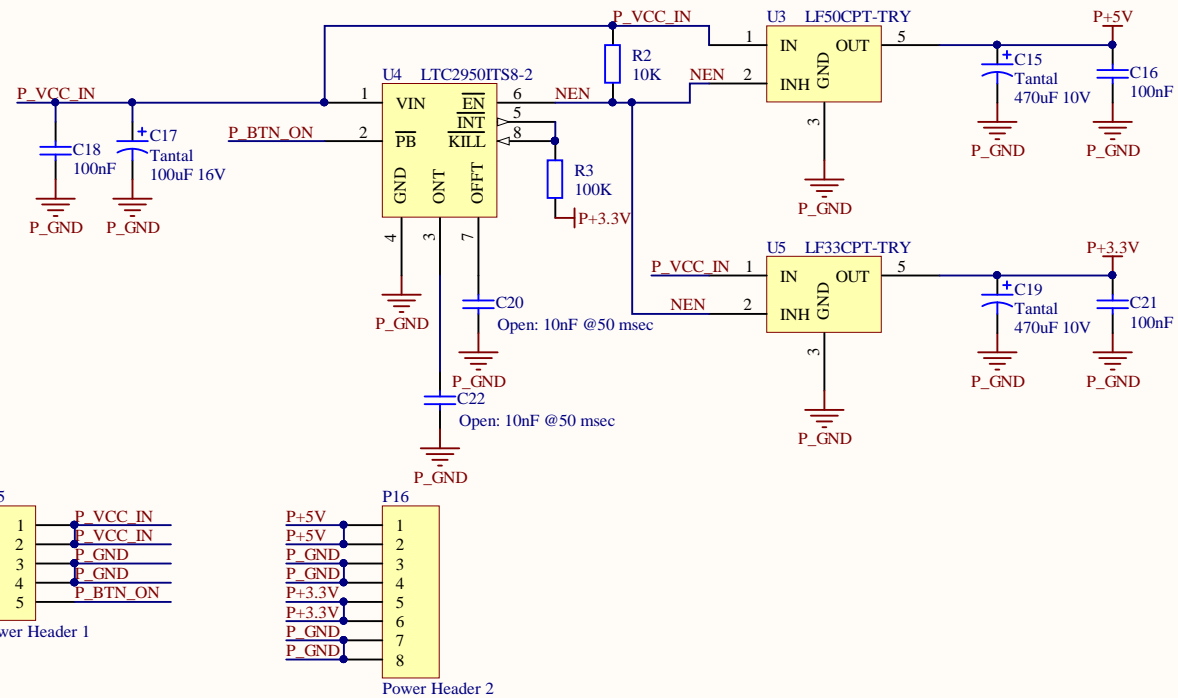 P_VCC_IN
U3 LF50CPT-TRY
P+5V
1 IN OUT 5
GND
NEN 2 INH
3
P_GND
R2
10K
C15
Tantal
470uF 10V
P_GND
C16
100nF
P_GND
U4 LTC2950ITS8-2
P_VCC_IN
1 VIN EN 6 NEN
INT 5
P_BTN_ON 2 PB KILL 8
GND ONT OFFT
4 3 7
C18
100nF
P_GND
C17
Tantal
100uF 16V
P_GND
R3
100K
P+3.3V
U5 LF33CPT-TRY
P+3.3V
P_VCC_IN 1 IN OUT 5
GND
NEN 2 INH
3
P_GND
C19
Tantal
470uF 10V
P_GND
C21
100nF
P_GND
P_GND
C20
Open: 10nF @50 msec
P_GND
C22
Open: 10nF @50 msec
P_GND
5
1 P_VCC_IN
2 P_VCC_IN
3 P_GND
4 P_GND
5 P_BTN_ON
wer Header 1
P16
P+5V 1
P+5V 2
P_GND 3
P_GND 4
P+3.3V 5
P+3.3V 6
P_GND 7
P_GND 8
Power Header 2